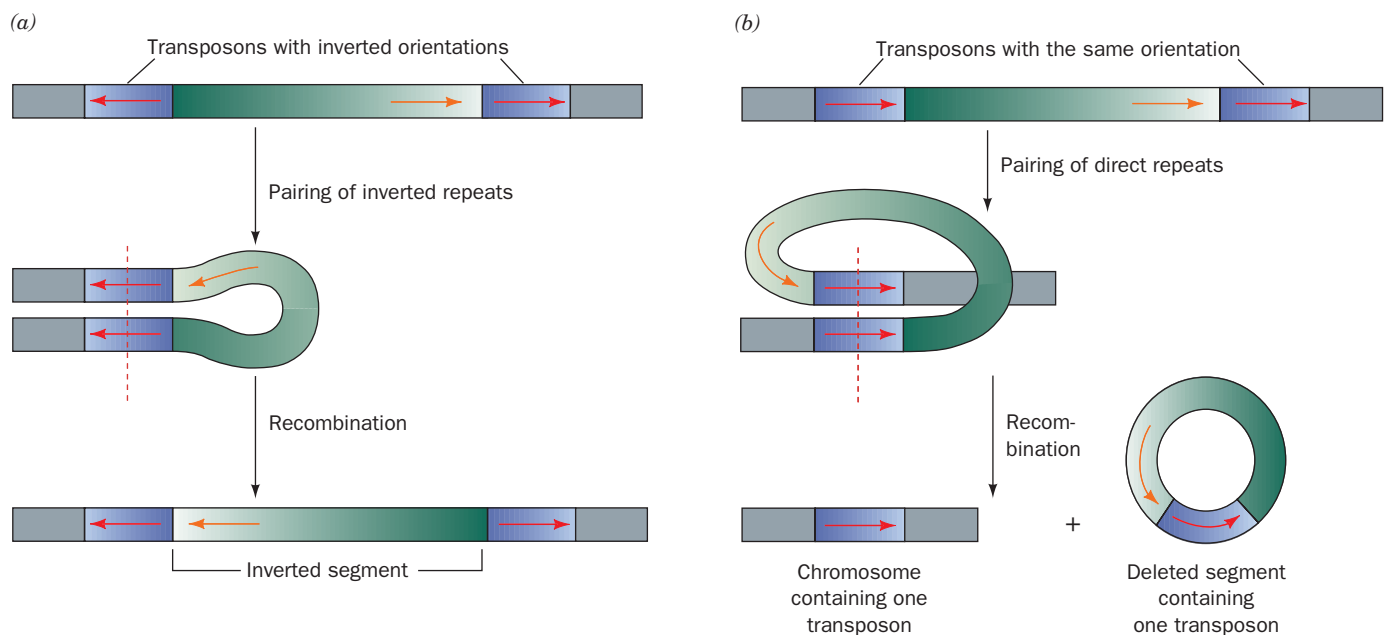 (a)
Transposons with inverted orientations
Pairing of inverted repeats
Recombination
Inverted segment
(b)
Transposons with the same orientation
Pairing of direct repeats
Recom-
bination
+
Chromosome
containing one
transposon
Deleted segment
containing
one transposon